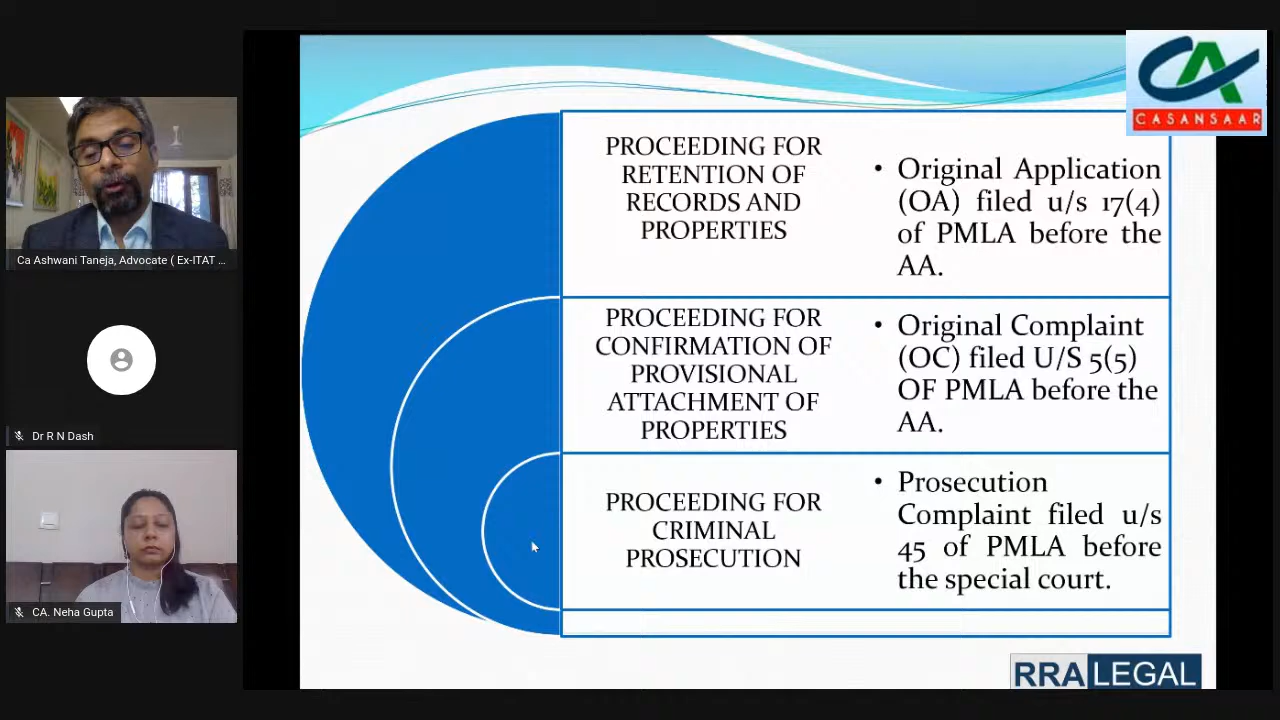 Ca Ashwani Taneja, Advocate ( Ex-ITAT ...
Dr R N Dash
CA. Neha Gupta
CA
CASANSAAR
PROCEEDING FOR
RETENTION OF
RECORDS AND
PROPERTIES
• Original Application
(OA) filed u/s 17(4)
of PMLA before the
AA.
PROCEEDING FOR
CONFIRMATION OF
PROVISIONAL
ATTACHMENT OF
PROPERTIES
• Original Complaint
(OC) filed U/S 5(5)
OF PMLA before the
AA.
PROCEEDING FOR
CRIMINAL
PROSECUTION
• Prosecution
Complaint filed u/s
45 of PMLA before
the special court.
RRA LEGAL